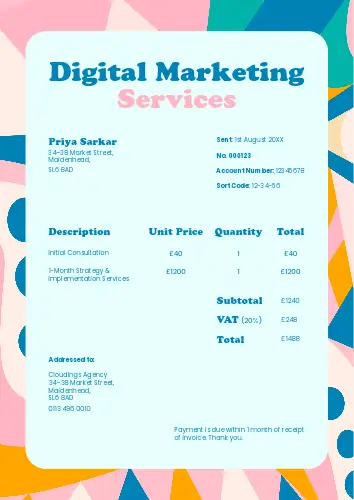 Digital Marketing
Services
Priya Sarkar
34-38 Market Street,
Maidenhead,
SL6 8AD
Sent: 1st August 20XX
No. 000123
Account Number: 12345678
Sort Code: 12-34-56
Description Unit Price Quantity Total
Initial Consultation £40 1 £40
1-Month Strategy & £1200 1 £1200
Implementation Services
Subtotal £1240
VAT (20%) £248
Total £1488
Addressed to:
Cloudings Agency
34-38 Market Street,
Maidenhead,
SL6 8AD
0113 496 0010
Payment is due within 1 month of receipt
of invoice. Thank you.